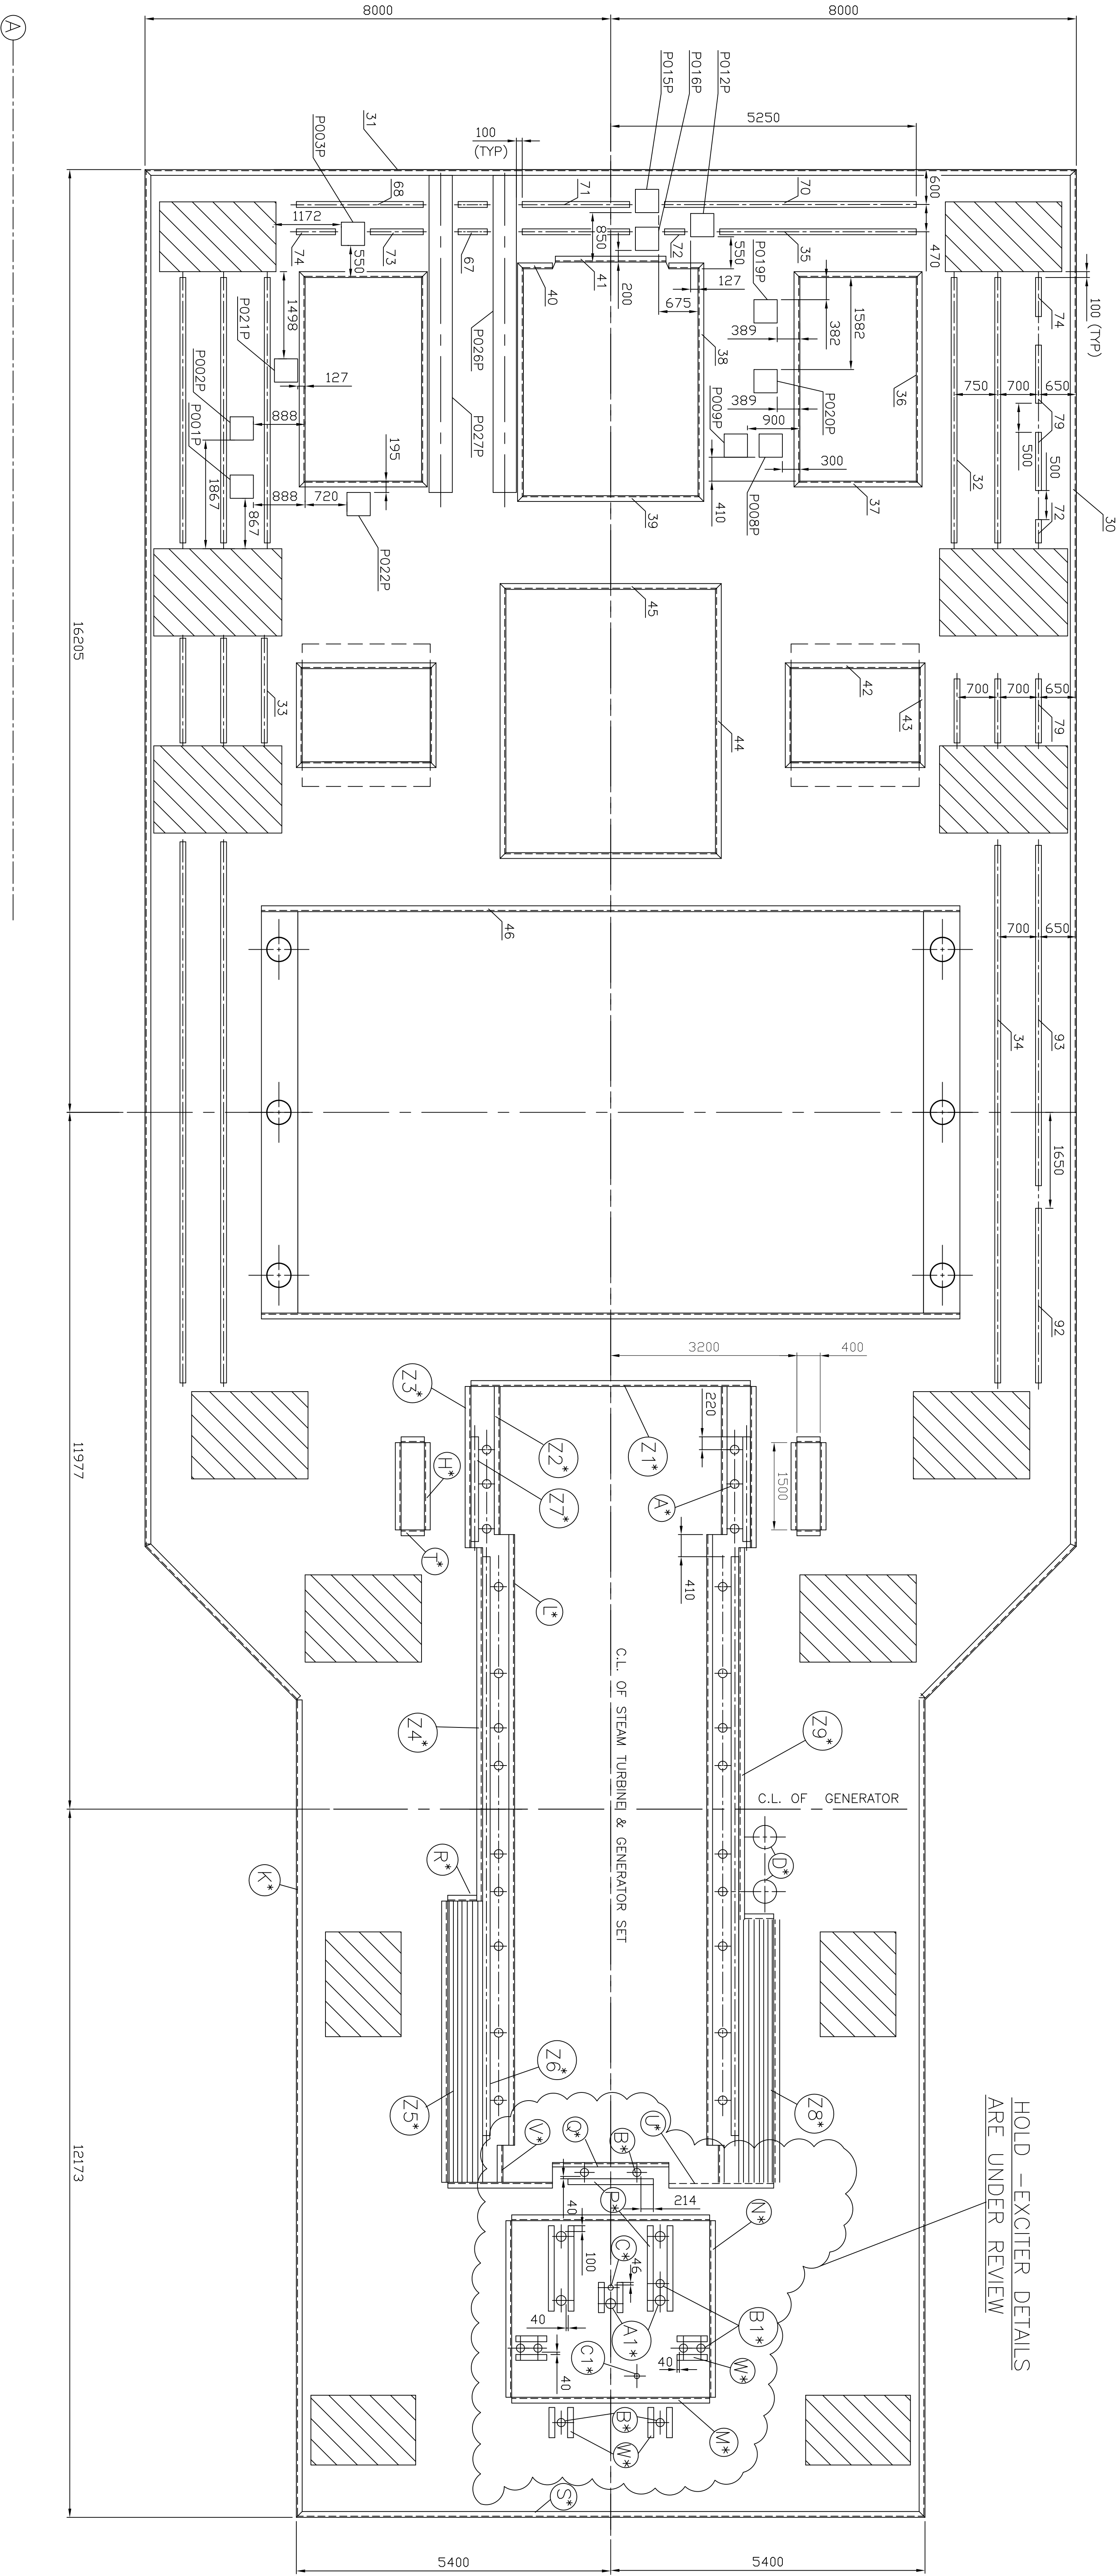 8000
8000
A
P015P
P016P
P012P
5250
31
P003P
100
(TYP)
600
68
71
70
1172
850
470
74
550
73
67
72
550
35
P019P
41
40
200
127
100 (TYP)
1498
P021P
P026P
675
38
389
382
1582
36
74
P002P
127
P027P
389
P020P
750
700
650
79
P001P
888
P009P
900
500
500
1867
195
300
32
888
720
P008P
410
37
72
30
867
39
P022P
16205
45
42
33
43
700
700
650
79
44
46
700
650
34
93
1650
92
3200
400
Z3*
Z2*
Z1*
220
11977
H*
Z7*
A*
1500
T*
410
L*
C.L. OF STEAM TURBINE & GENERATOR SET
Z4*
Z9*
C.L. OF GENERATOR
R*
D*
K*
Z6*
Z5*
Z8*
HOLD -EXCITER DETAILS
ARE UNDER REVIEW
V*
Q*
B*
U*
12173
40
P*
214
N*
100
C*
46
B1*
40
A1*
C1*
40
40
W*
B*
M*
W*
S*
5400
5400